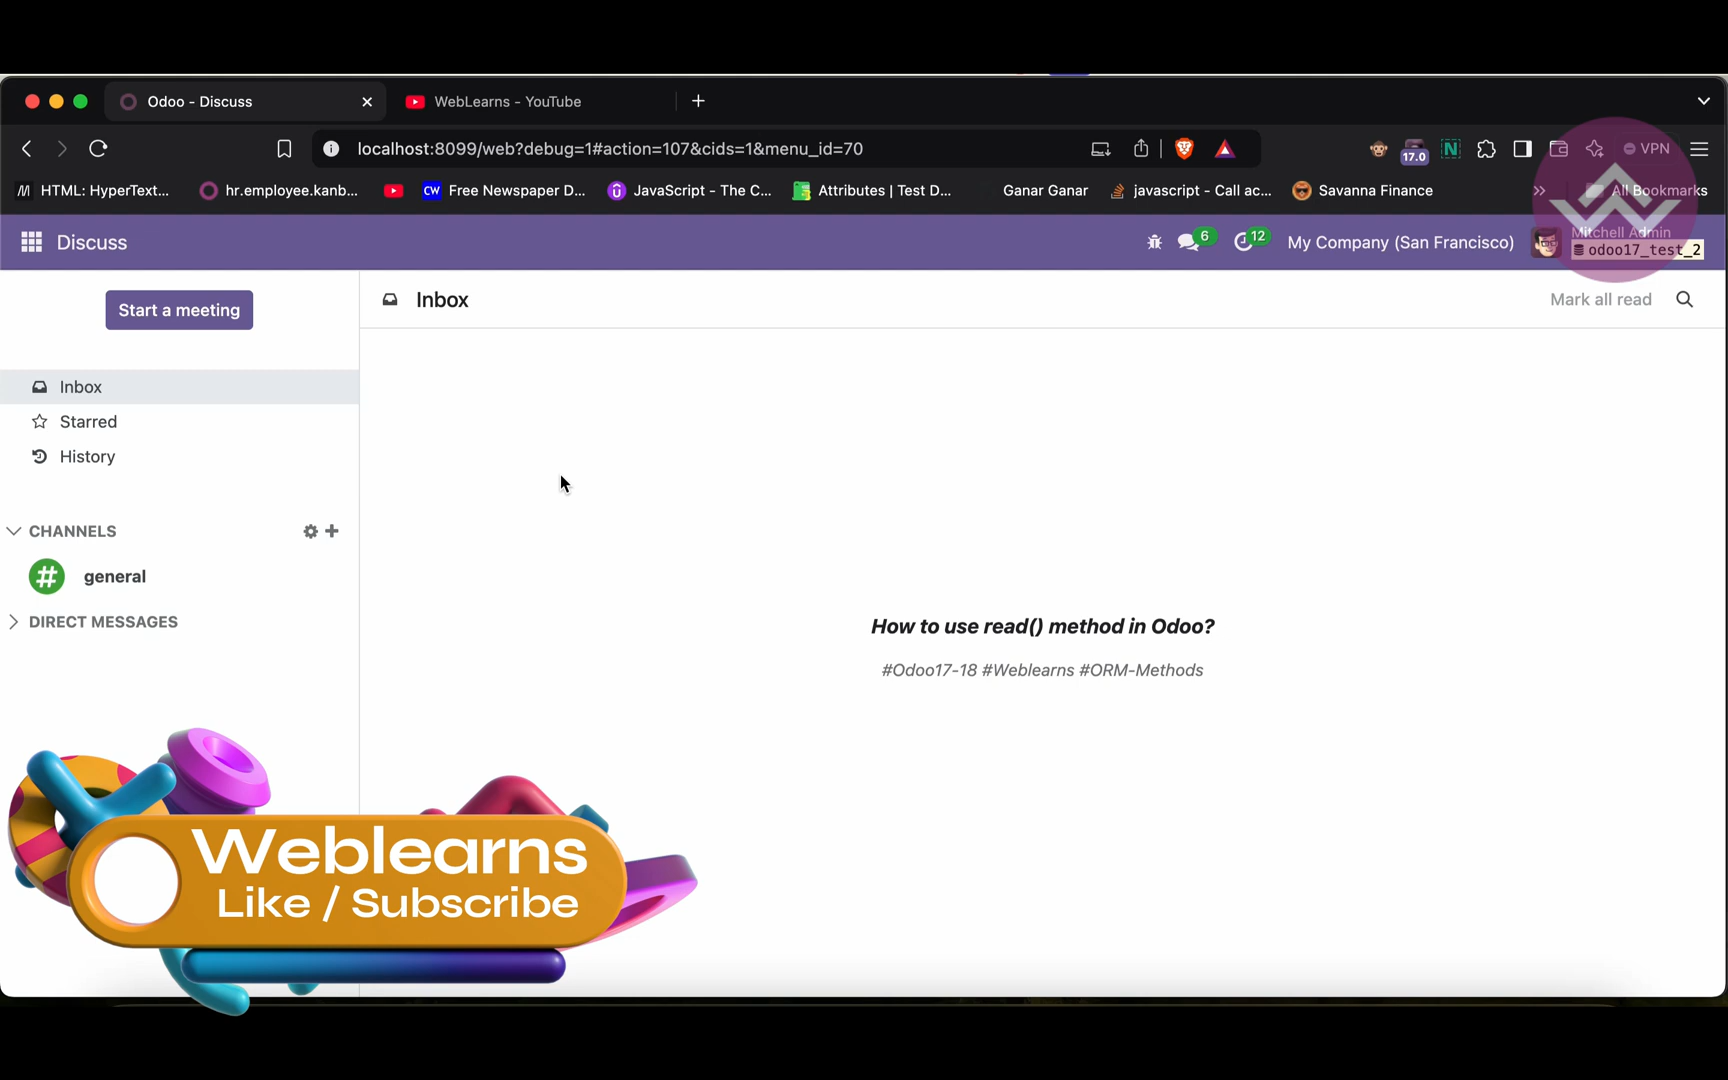 Odoo - Discuss
WebLearns - YouTube
localhost:8099/web?debug=1#action=107&cids=1&menu_id=70
17.0
N
VPN
HTML: HyperText...
hr.employee.kanb...
CW
Free Newspaper D...
JavaScript - The C...
Attributes | Test D...
Ganar Ganar
javascript - Call ac...
Savanna Finance
All Bookmarks
Discuss
6
12
My Company (San Francisco)
Mitchell Admin
odoo17_test_2
Start a meeting
Inbox
Mark all read
Inbox
Starred
History
CHANNELS
general
DIRECT MESSAGES
How to use read() method in Odoo?
#Odoo17-18 #Weblearns #ORM-Methods
Weblearns
Like / Subscribe